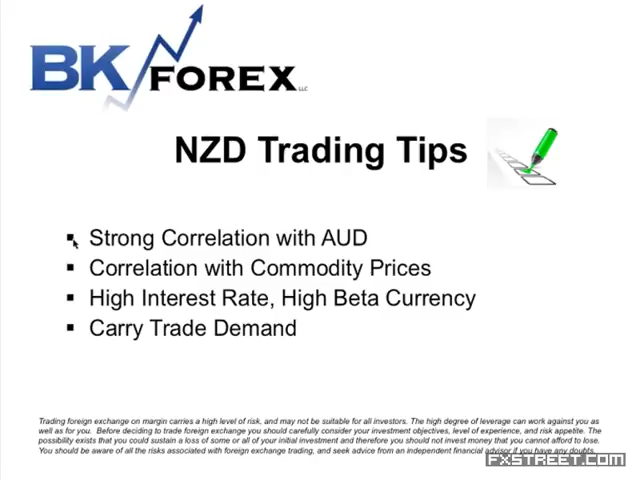 BK FOREX LLC
NZD Trading Tips
▪ Strong Correlation with AUD
▪ Correlation with Commodity Prices
▪ High Interest Rate, High Beta Currency
▪ Carry Trade Demand
Trading foreign exchange on margin carries a high level of risk, and may not be suitable for all investors. The high degree of leverage can work against you as
well as for you. Before deciding to trade foreign exchange you should carefully consider your investment objectives, level of experience, and risk appetite. The
possibility exists that you could sustain a loss of some or all of your initial investment and therefore you should not invest money that you cannot afford to lose.
You should be aware of all the risks associated with foreign exchange trading, and seek advice from an independent financial advisor if you have any doubts.
FXSTREET.COM